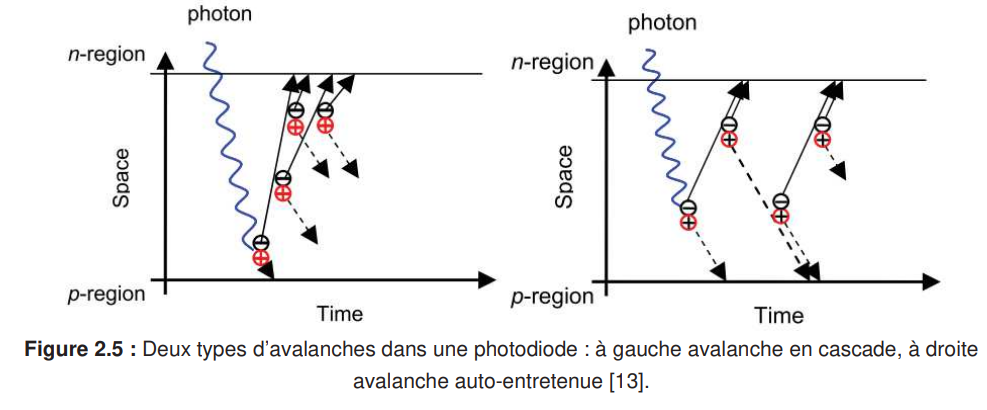 photon
n-region
Space
p-region
Time
photon
n-region
Space
p-region
Time
Figure 2.5 : Deux types d'avalanches dans une photodiode : à gauche avalanche en cascade, à droite
avalanche auto-entretenue [13].